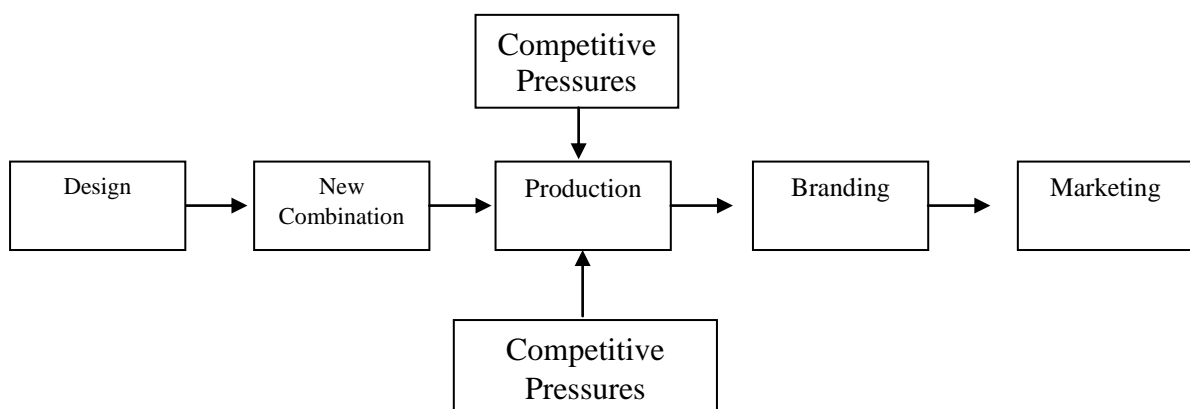 Competitive
Pressures
Design
New
Combination
Production
Branding
Marketing
Competitive
Pressures